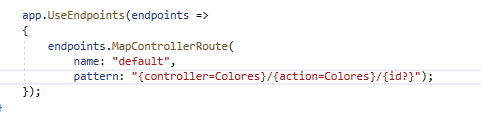 app.UseEndpoints(endpoints =>
{
endpoints.MapControllerRoute(
name: "default",
pattern: "{controller=Colores}/{action=Colores}/{id?}");
});